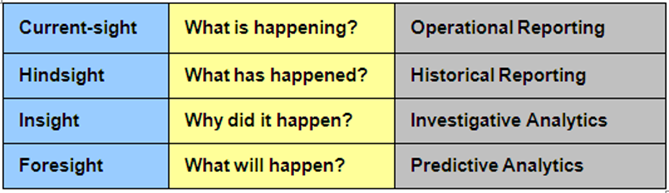 Current-sight What is happening? Operational Reporting
Hindsight What has happened? Historical Reporting
Insight Why did it happen? Investigative Analytics
Foresight What will happen? Predictive Analytics